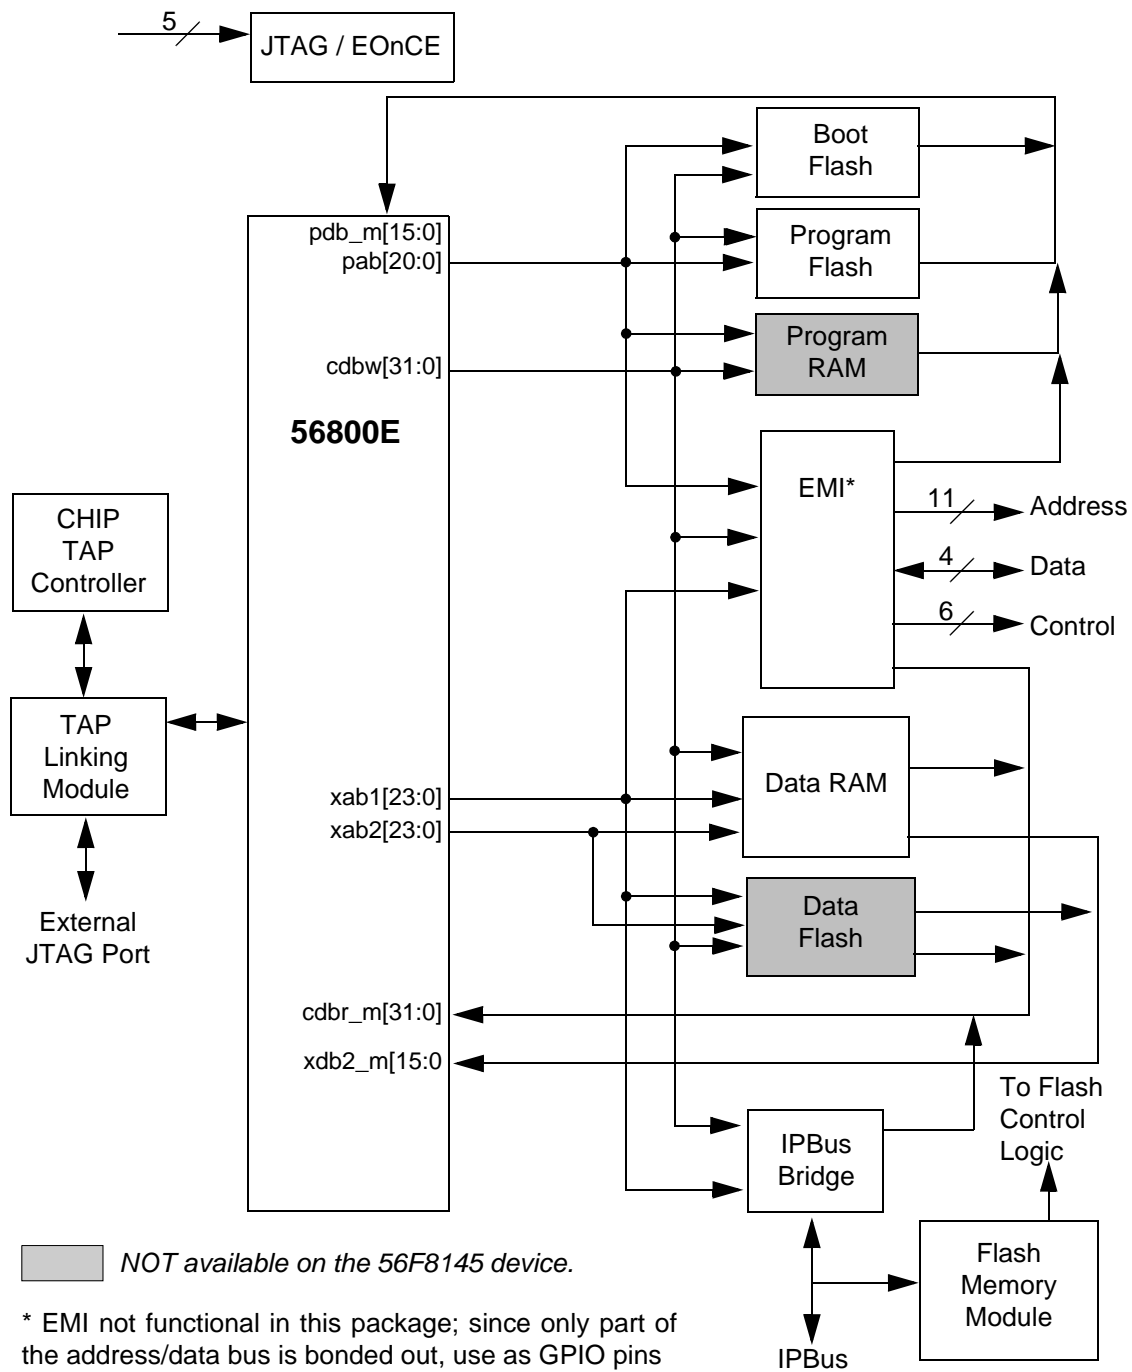 5
JTAG / EOnCE
Boot
Flash
pdb_m[15:0]
pab[20:0]
Program
Flash
cdbw[31:0]
Program
RAM
56800E
EMI*
11
Address
4
Data
6
Control
CHIP
TAP
Controller
TAP
Linking
Module
External
JTAG Port
xab1[23:0]
xab2[23:0]
Data RAM
Data
Flash
cdbr_m[31:0]
xdb2_m[15:0
To Flash
Control
Logic
IPBus
Bridge
Flash
Memory
Module
IPBus
NOT available on the 56F8145 device.
* EMI not functional in this package; since only part of
the address/data bus is bonded out, use as GPIO pins